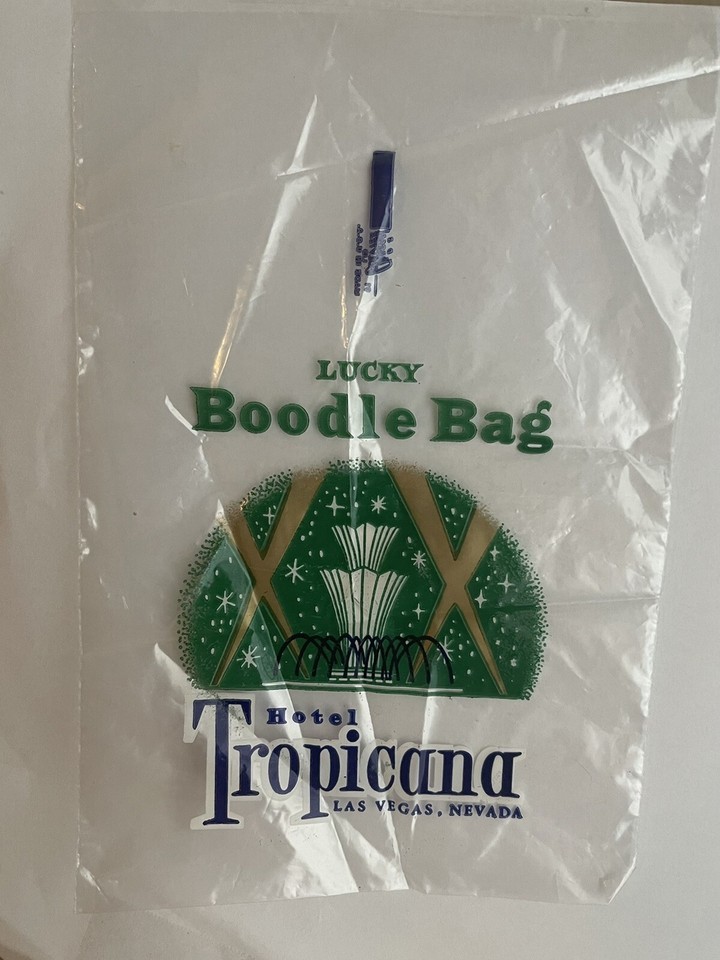 LUCKY
Boodle Bag
Hotel
Tropicana
LAS VEGAS, NEVADA